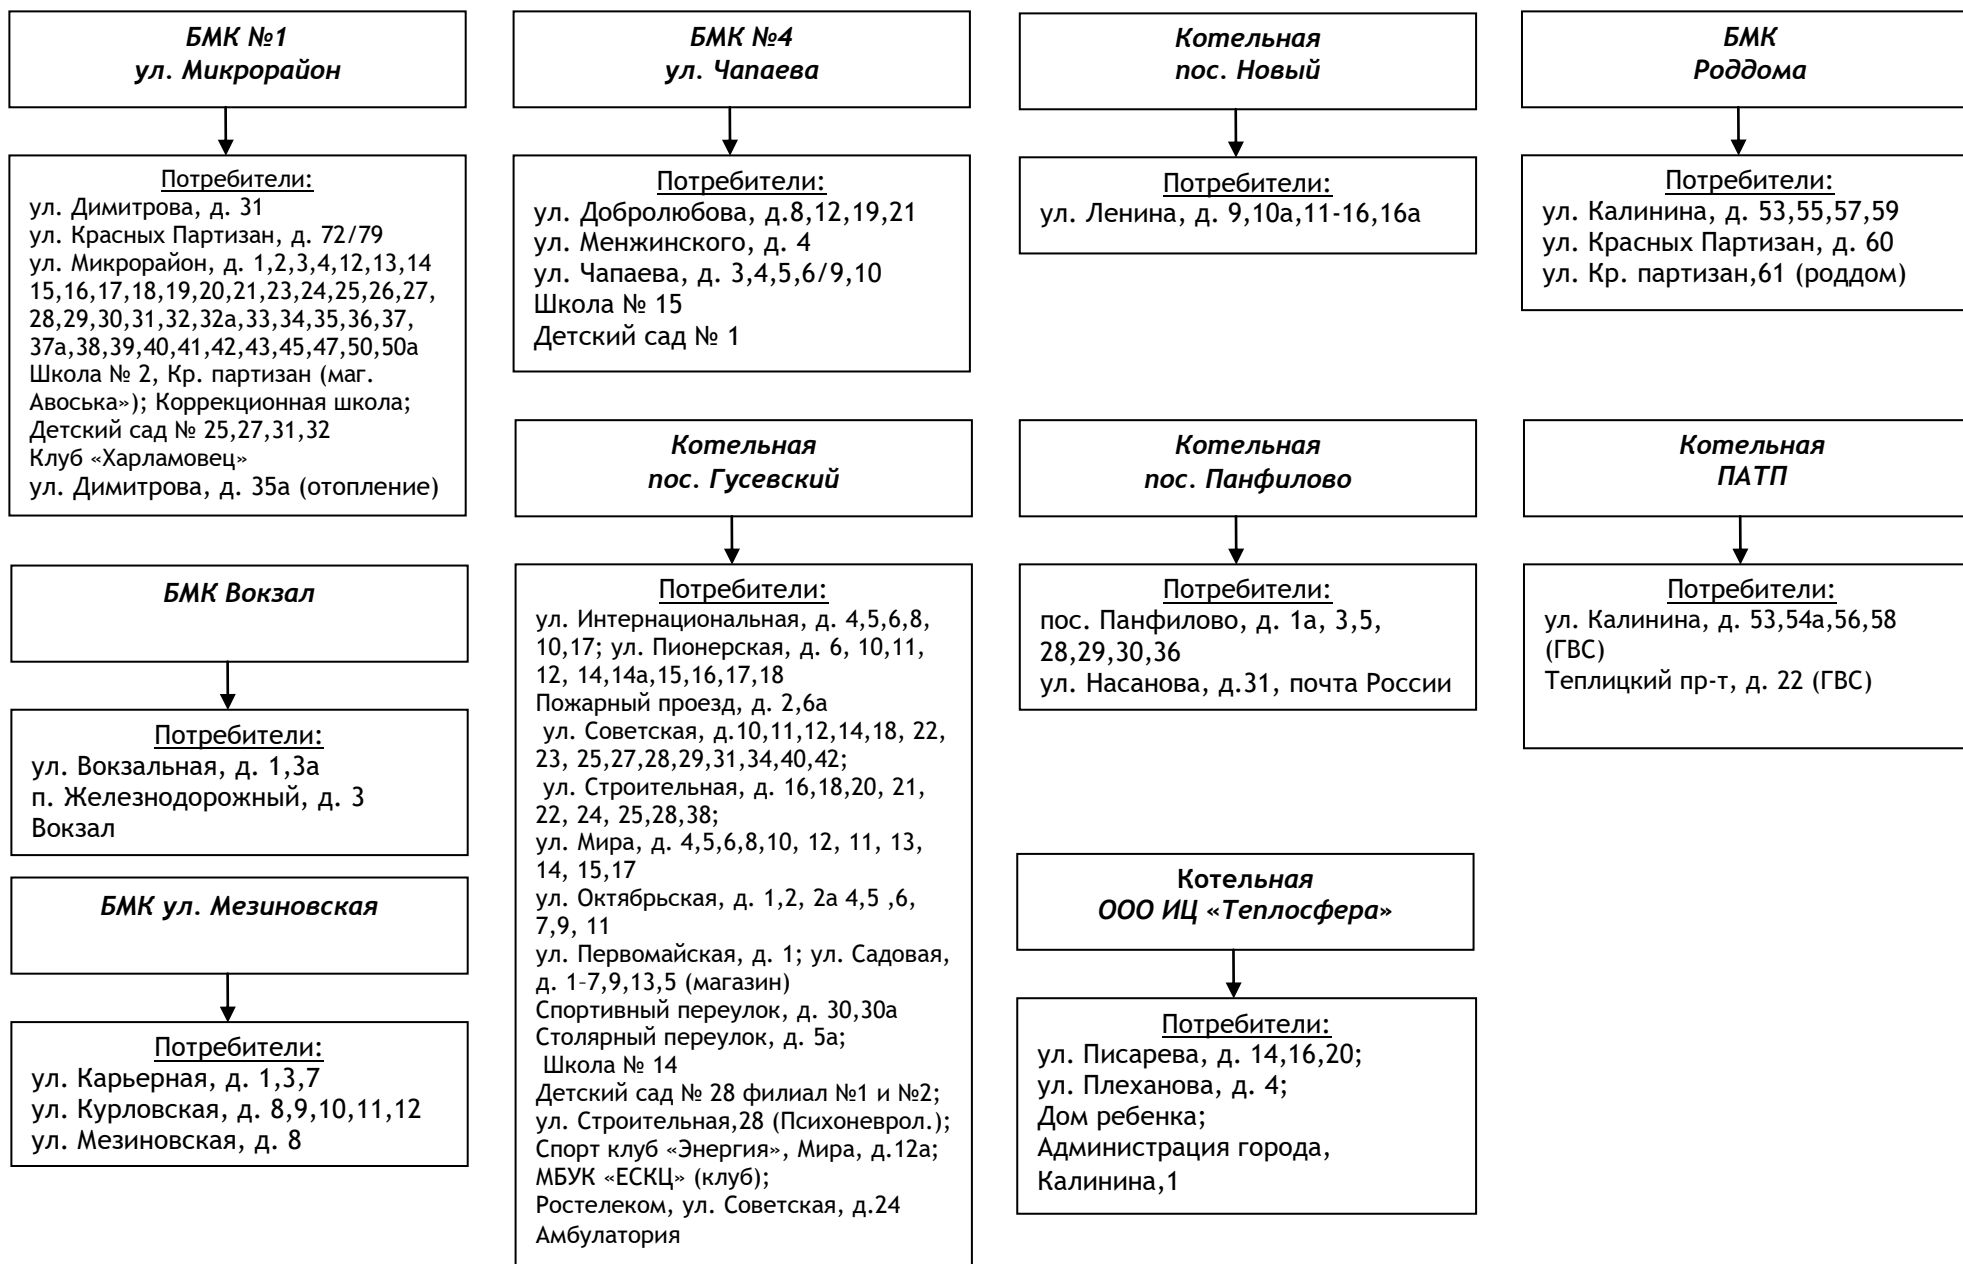 БМК №1
ул. Микрорайон
Потребители:
ул. Димитрова, д. 31
ул. Красных Партизан, д. 72/79
ул. Микрорайон, д. 1,2,3,4,12,13,14
15,16,17,18,19,20,21,23,24,25,26,27,
28,29,30,31,32,32а,33,34,35,36,37,
37а,38,39,40,41,42,43,45,47,50,50а
Школа № 2, Кр. партизан (маг.
Авоська»); Коррекционная школа;
Детский сад № 25,27,31,32
Клуб «Харламовец»
ул. Димитрова, д. 35а (отопление)
БМК №4
ул. Чапаева
Потребители:
ул. Добролюбова, д.8,12,19,21
ул. Менжинского, д. 4
ул. Чапаева, д. 3,4,5,6/9,10
Школа № 15
Детский сад № 1
Котельная
пос. Новый
Потребители:
ул. Ленина, д. 9,10а,11-16,16а
БМК
Роддома
Потребители:
ул. Калинина, д. 53,55,57,59
ул. Красных Партизан, д. 60
ул. Кр. партизан,61 (роддом)
БМК Вокзал
Потребители:
ул. Вокзальная, д. 1,3а
п. Железнодорожный, д. 3
Вокзал
БМК ул. Мезиновская
Потребители:
ул. Карьерная, д. 1,3,7
ул. Курловская, д. 8,9,10,11,12
ул. Мезиновская, д. 8
Котельная
пос. Гусевский
Потребители:
ул. Интернациональная, д. 4,5,6,8,
10,17; ул. Пионерская, д. 6, 10,11,
12, 14,14а,15,16,17,18
Пожарный проезд, д. 2,6а
ул. Советская, д.10,11,12,14,18, 22,
23, 25,27,28,29,31,34,40,42;
ул. Строительная, д. 16,18,20, 21,
22, 24, 25,28,38;
ул. Мира, д. 4,5,6,8,10, 12, 11, 13,
14, 15,17
ул. Октябрьская, д. 1,2, 2а 4,5 ,6,
7,9, 11
ул. Первомайская, д. 1; ул. Садовая,
д. 1–7,9,13,5 (магазин)
Спортивный переулок, д. 30,30а
Столярный переулок, д. 5а;
Школа № 14
Детский сад № 28 филиал №1 и №2;
ул. Строительная,28 (Психоневрол.);
Спорт клуб «Энергия», Мира, д.12а;
МБУК «ЕСКЦ» (клуб);
Ростелеком, ул. Советская, д.24
Амбулатория
Котельная
пос. Панфилово
Потребители:
пос. Панфилово, д. 1а, 3,5,
28,29,30,36
ул. Насанова, д.31, почта России
Котельная
ПАТП
Потребители:
ул. Калинина, д. 53,54а,56,58
(ГВС)
Теплицкий пр-т, д. 22 (ГВС)
Котельная
ООО ИЦ «Теплосфера»
Потребители:
ул. Писарева, д. 14,16,20;
ул. Плеханова, д. 4;
Дом ребенка;
Администрация города,
Калинина,1